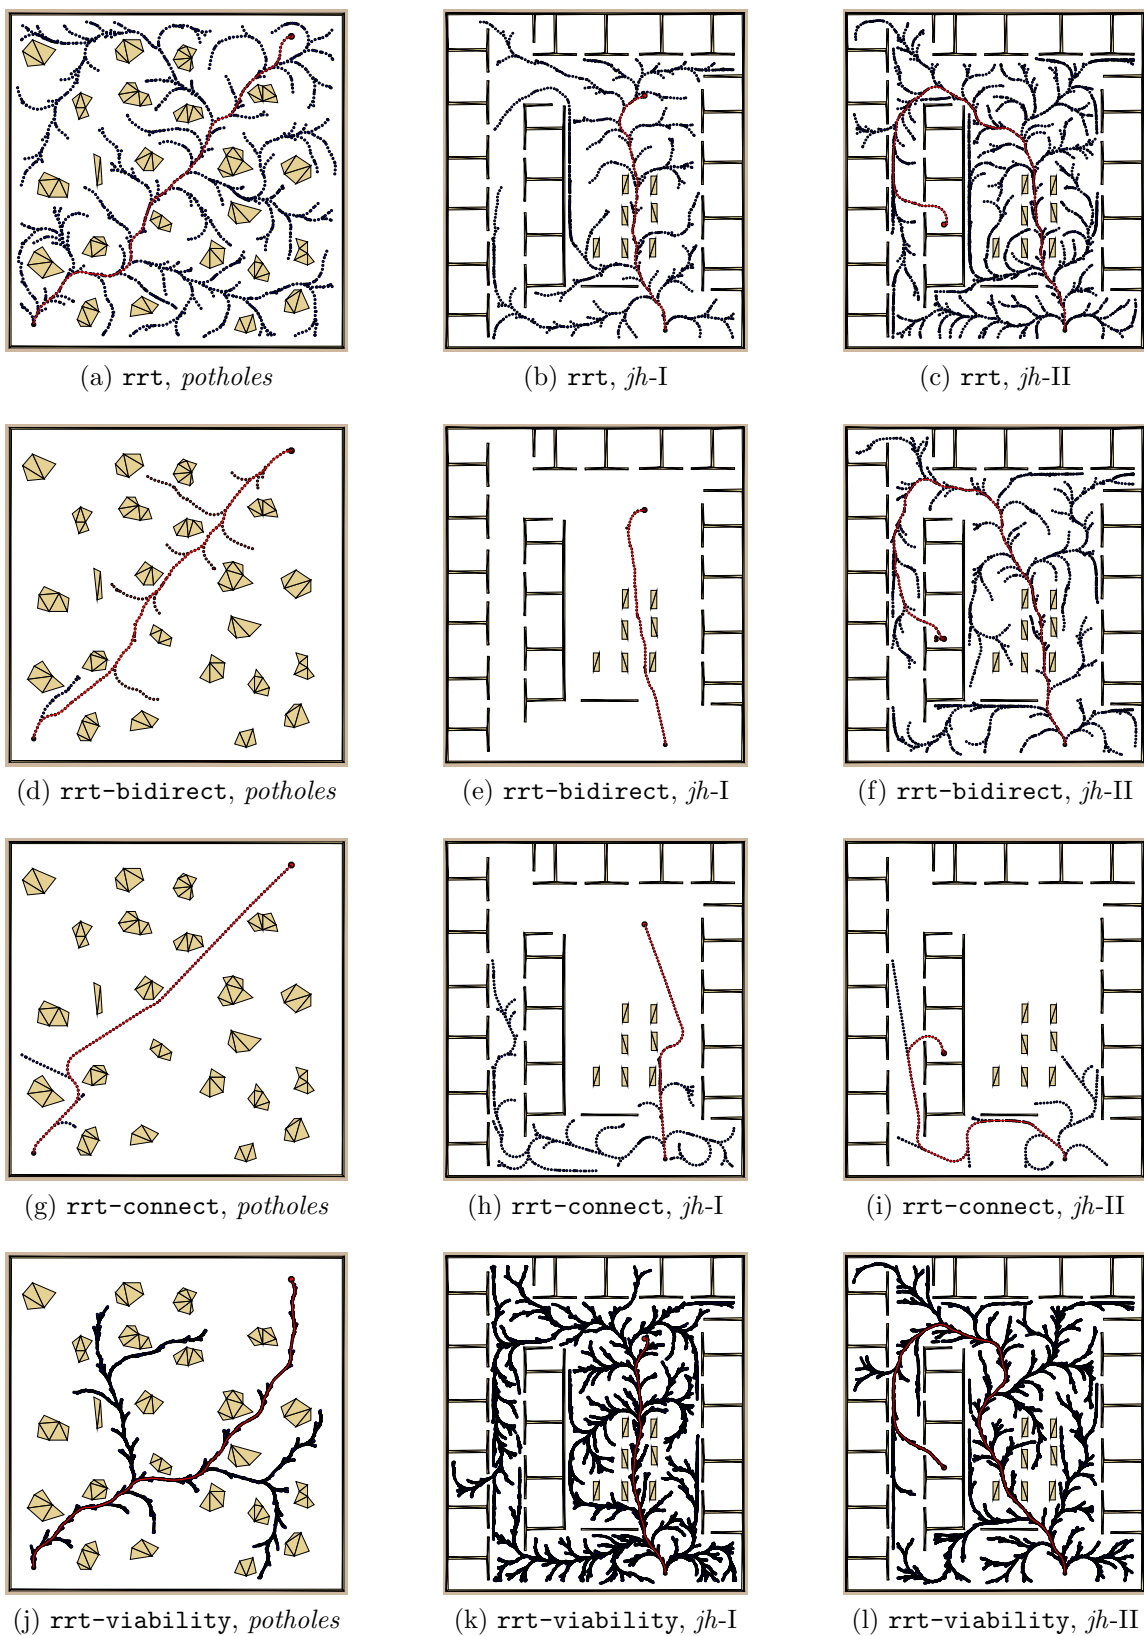 (a) rrt, potholes (b) rrt, jh-I (c) rrt, jh-II
(d) rrt-bidirect, potholes (e) rrt-bidirect, jh-I (f) rrt-bidirect, jh-II
(g) rrt-connect, potholes (h) rrt-connect, jh-I (i) rrt-connect, jh-II
(j) rrt-viability, potholes (k) rrt-viability, jh-I (l) rrt-viability, jh-II